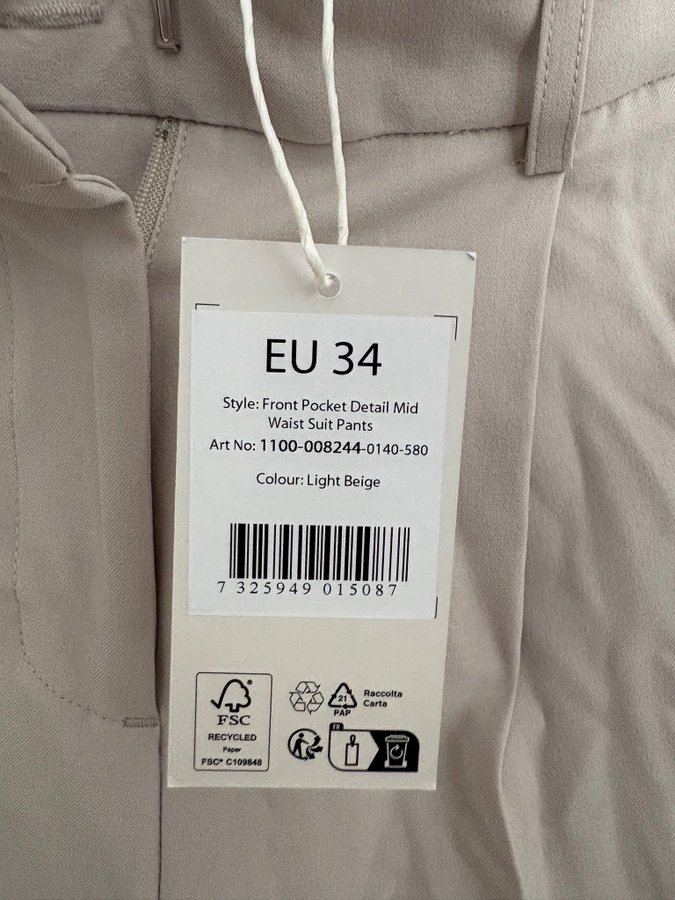 EU 34
Style: Front Pocket Detail Mid
Waist Suit Pants
Art No: 1100-008244-0140-580
Colour: Light Beige
7 325949 015087
FSC
RECYCLED
Paper
FSC® C109848
21
PAP
Raccolta
Carta
FR